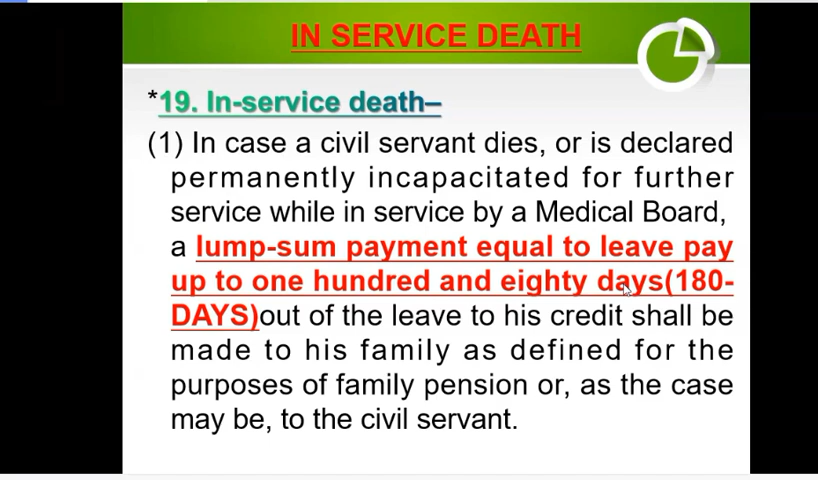 IN SERVICE DEATH
*19. In-service death–
(1) In case a civil servant dies, or is declared
permanently incapacitated for further
service while in service by a Medical Board,
a lump-sum payment equal to leave pay
up to one hundred and eighty days(180-
DAYS)out of the leave to his credit shall be
made to his family as defined for the
purposes of family pension or, as the case
may be, to the civil servant.